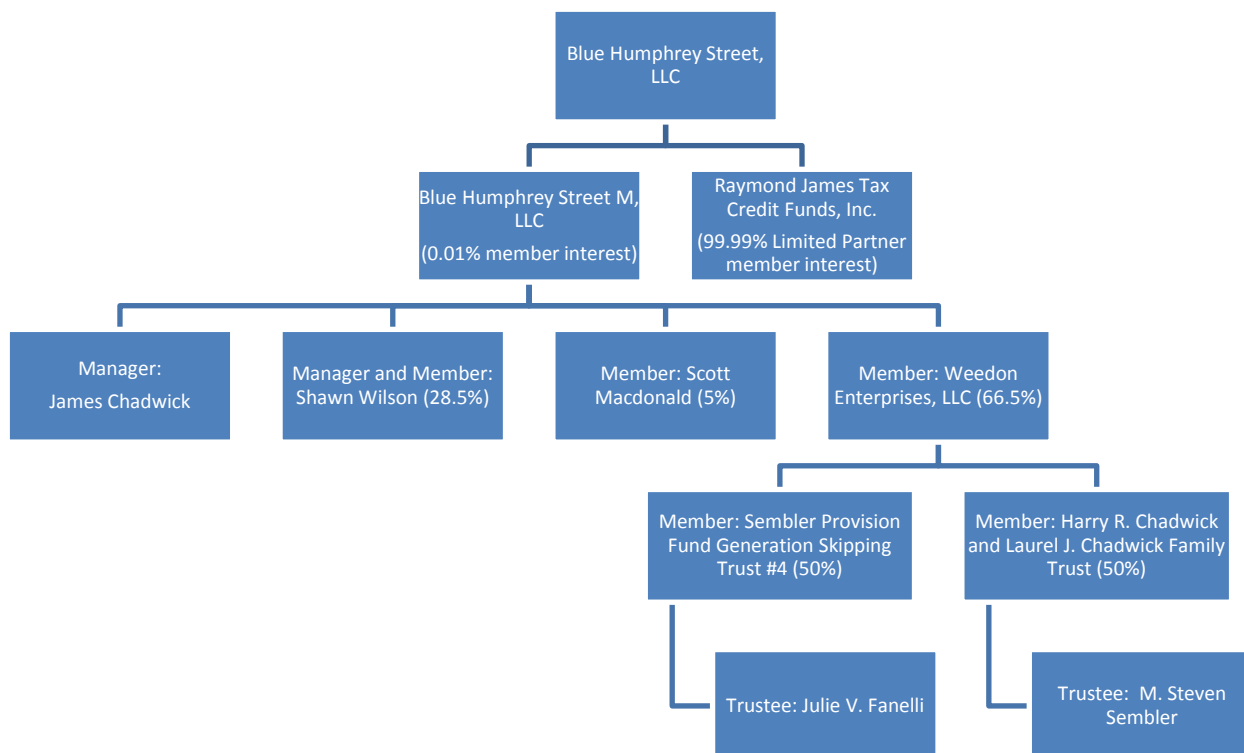 Blue Humphrey Street,
LLC
Blue Humphrey Street M,
LLC
(0.01% member interest)
Raymond James Tax
Credit Funds, Inc.
(99.99% Limited Partner
member interest)
Manager:
James Chadwick
Manager and Member:
Shawn Wilson (28.5%)
Member: Scott
Macdonald (5%)
Member: Weedon
Enterprises, LLC (66.5%)
Member: Sembler Provision
Fund Generation Skipping
Trust #4 (50%)
Member: Harry R. Chadwick
and Laurel J. Chadwick Family
Trust (50%)
Trustee: Julie V. Fanelli
Trustee:  M. Steven
Sembler